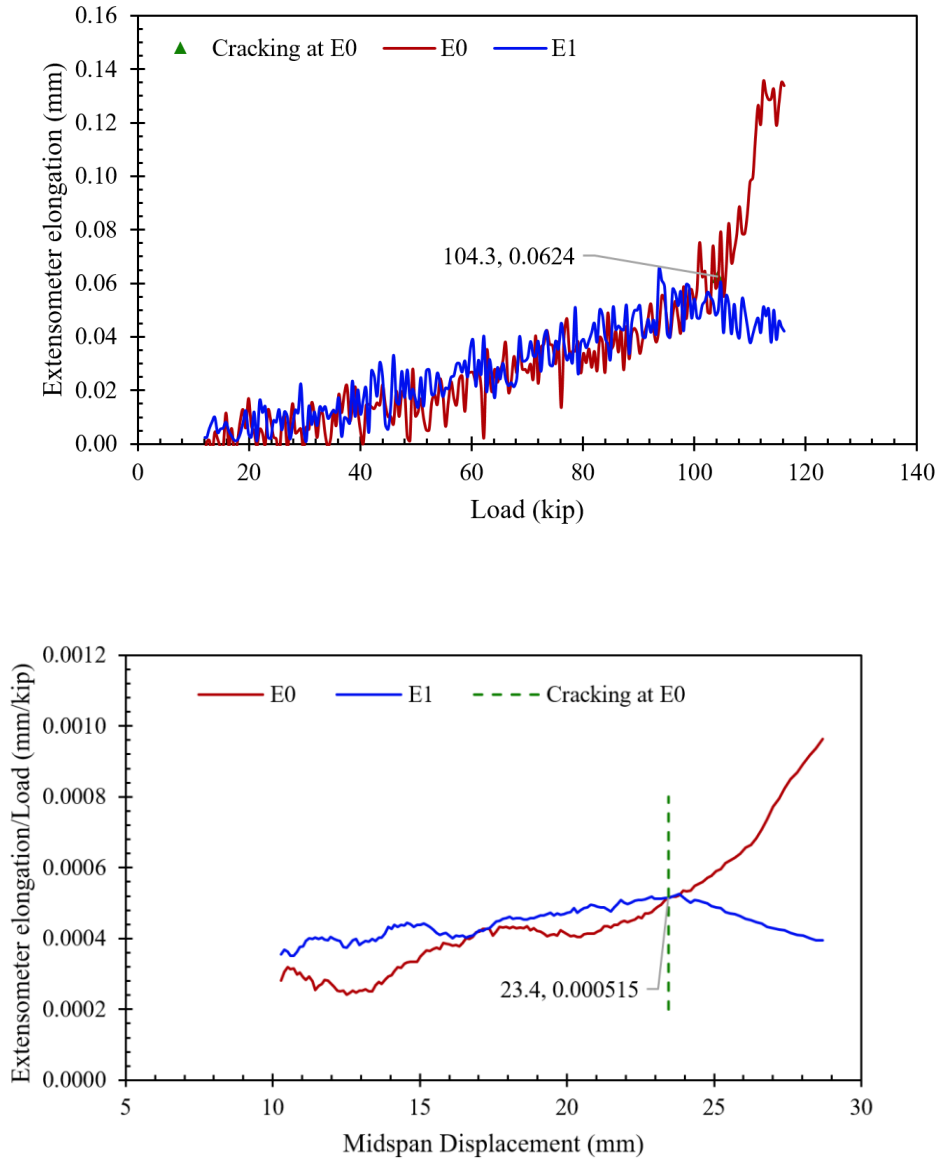 0.16
Cracking at E0 E0 E1
0.14
0.12
0.10
0.08
104.3, 0.0624
0.06
0.04
0.02
0.00
Extensometer elongation (mm)
0 20 40 60 80 100 120 140
Load (kip)
0.0012
E0 E1 Cracking at E0
0.0010
0.0008
0.0006
0.0004
23.4, 0.000515
0.0002
0.0000
Extensometer elongation/Load (mm/kip)
5 10 15 20 25 30
Midspan Displacement (mm)